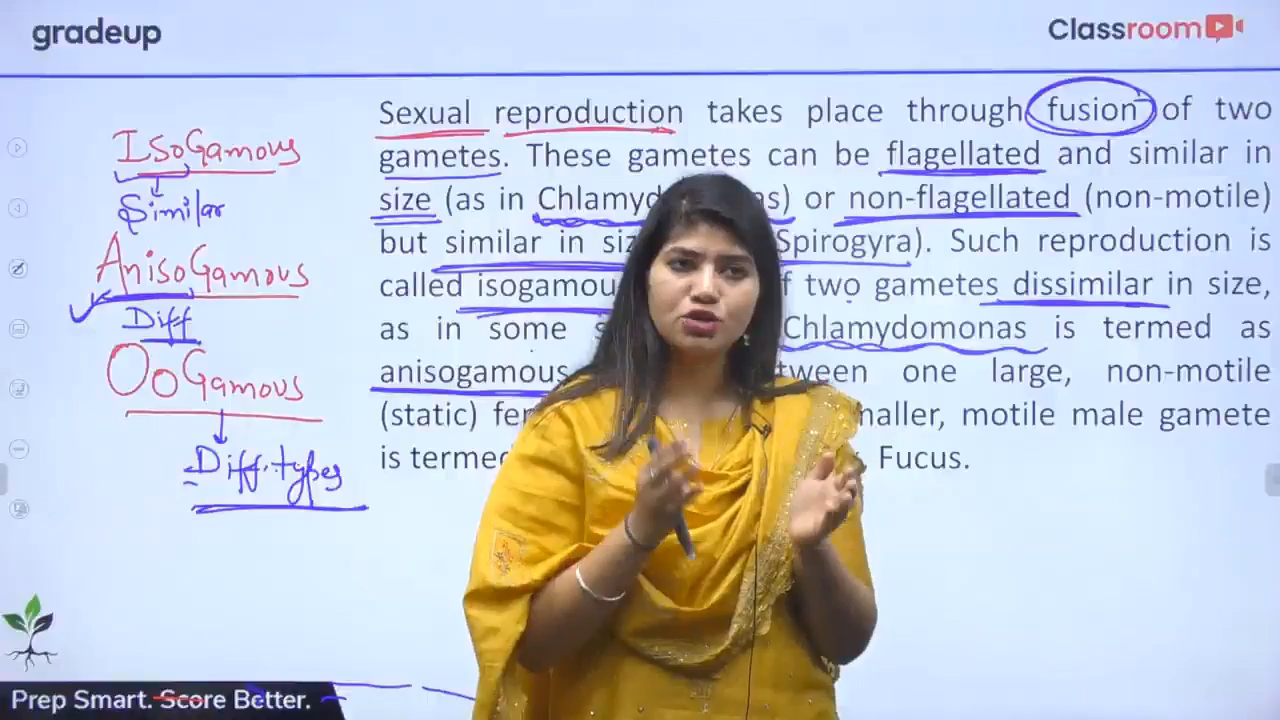 gradeup
Classroom
IsoGamous
Similar
AnisoGamous
Diff
OoGamous
Diff. types
Sexual reproduction takes place through fusion of two
gametes. These gametes can be flagellated and similar in
size (as in Chlamyd as) or non-flagellated (non-motile)
but similar in siz Spirogyra). Such reproduction is
called isogamou f two gametes dissimilar in size,
as in some s Chlamydomonas is termed as
anisogamous tween one large, non-motile
(static) fe maller, motile male gamete
is termed Fucus.
Prep Smart. Score Better.